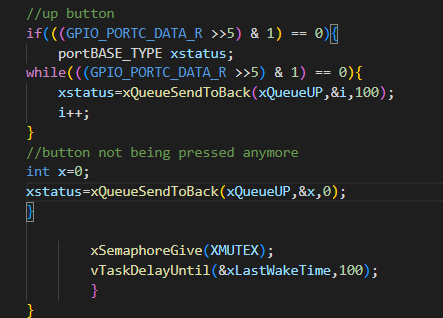 //up button
if(((GPIO_PORTC_DATA_R >>5) & 1) == 0){
portBASE_TYPE xstatus;
while(((GPIO_PORTC_DATA_R >>5) & 1) == 0){
xstatus=xQueueSendToBack(xQueueUP,&i,100);
i++;
}
//button not being pressed anymore
int x=0;
xstatus=xQueueSendToBack(xQueueUP,&x,0);
}
xSemaphoreGive(XMUTEX);
vTaskDelayUntil(&xLastWakeTime,100);
}
}